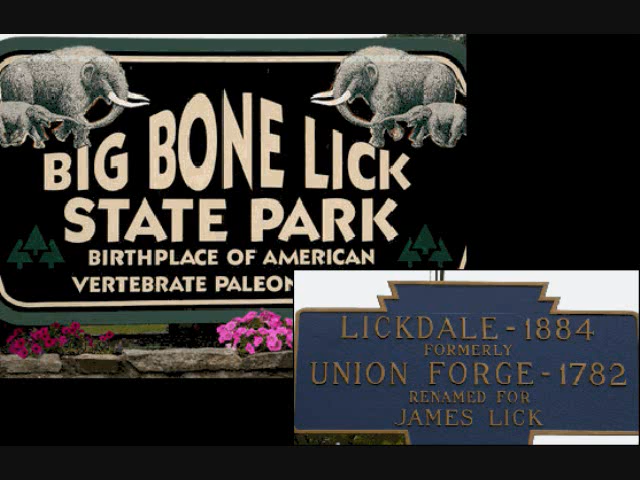 BIG BONE LICK
STATE PARK
BIRTHPLACE OF AMERICAN
VERTEBRATE
LICKDALE - 1884
FORMERLY
UNION FORGE - 1782
RENAMED FOR
JAMES LICK